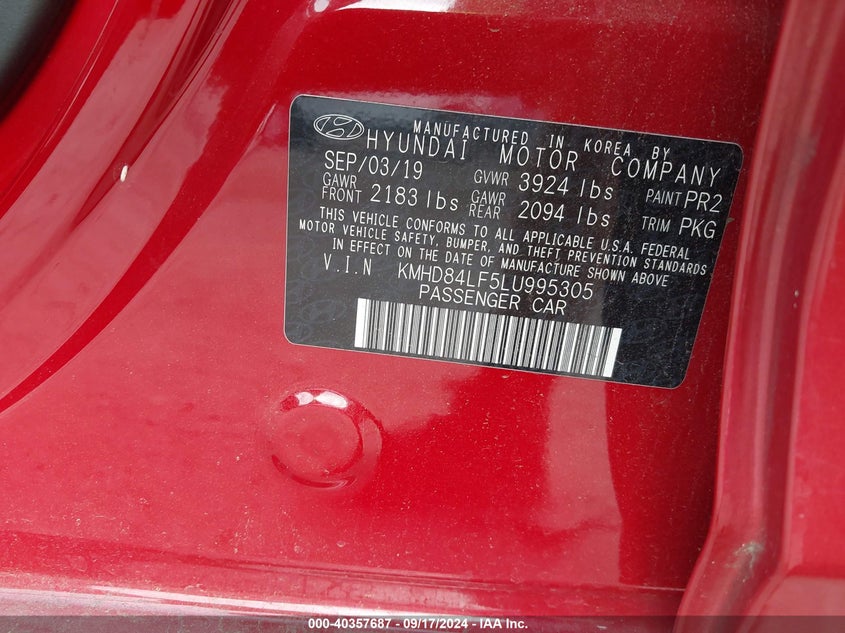 MANUFACTURED IN KOREA BY
HYUNDAI MOTOR COMPANY
SEP/03/19 GVWR 3924 lbs PAINT PR2
GAWR FRONT 2183 lbs GAWR REAR 2094 lbs TRIM PKG
THIS VEHICLE CONFORMS TO ALL APPLICABLE U.S.A. FEDERAL
MOTOR VEHICLE SAFETY, BUMPER, AND THEFT PREVENTION STANDARDS
IN EFFECT ON THE DATE OF MANUFACTURE SHOWN ABOVE
V.I.N KMHD84LF5LU995305
PASSENGER CAR
000-40357687 - 09/17/2024 - IAA Inc.